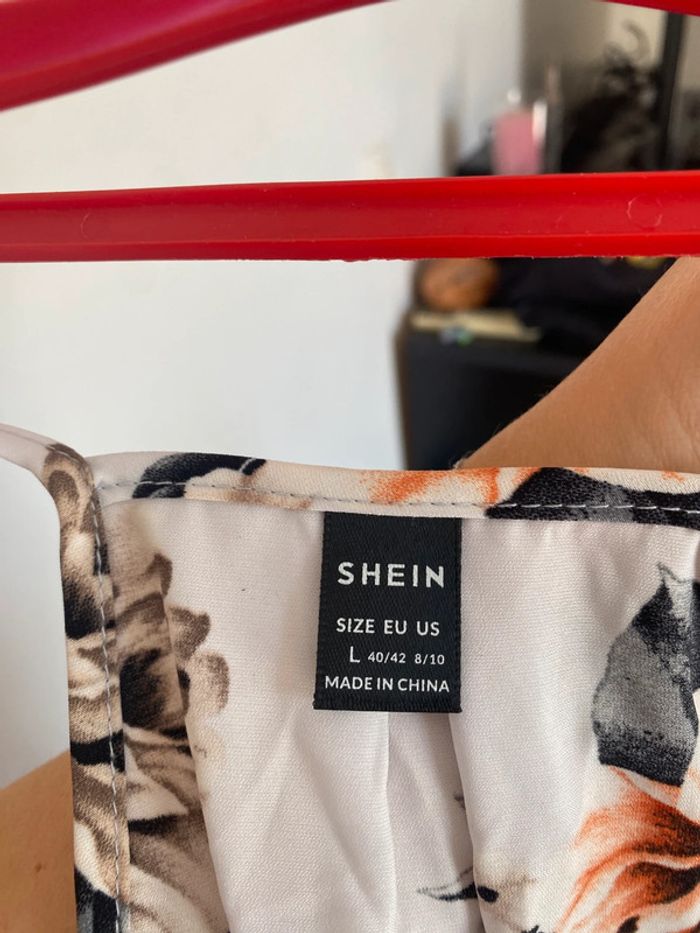 SHEIN
SIZE EU US
L 40/42 8/10
MADE IN CHINA